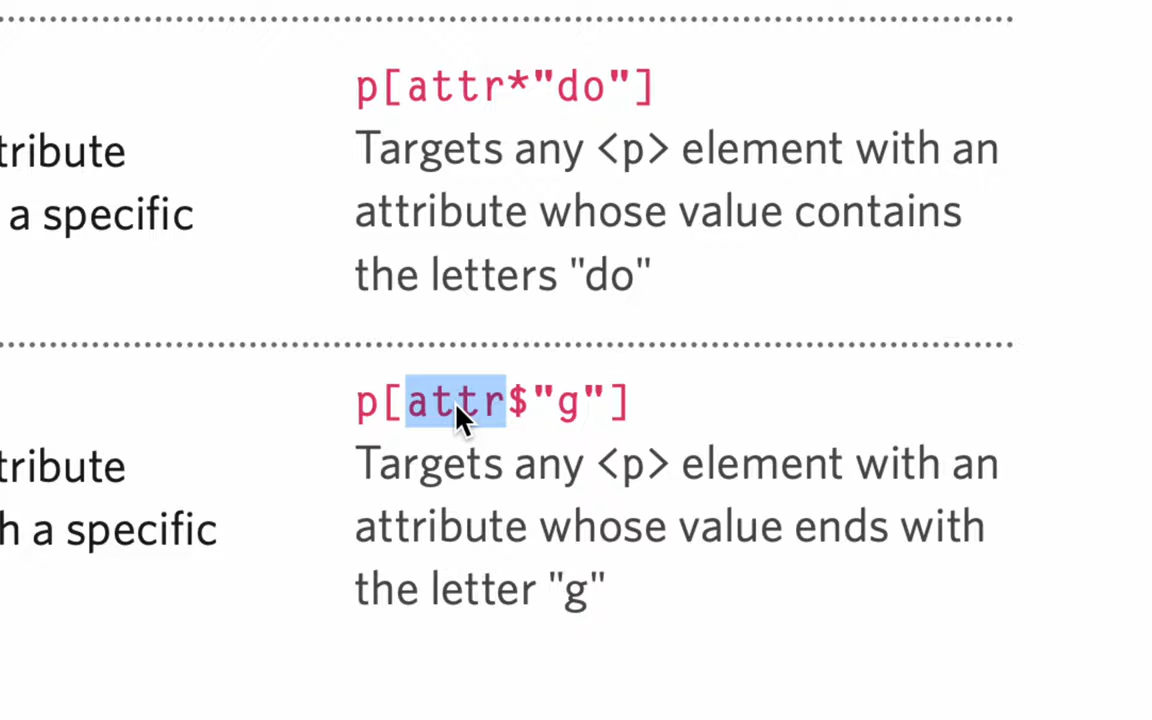 p[attr*"do"]
Targets any <p> element with an
tribute
attribute whose value contains
a specific
the letters "do"
p[attr$"g"]
Targets any <p> element with an
tribute
attribute whose value ends with
h a specific
the letter "g"